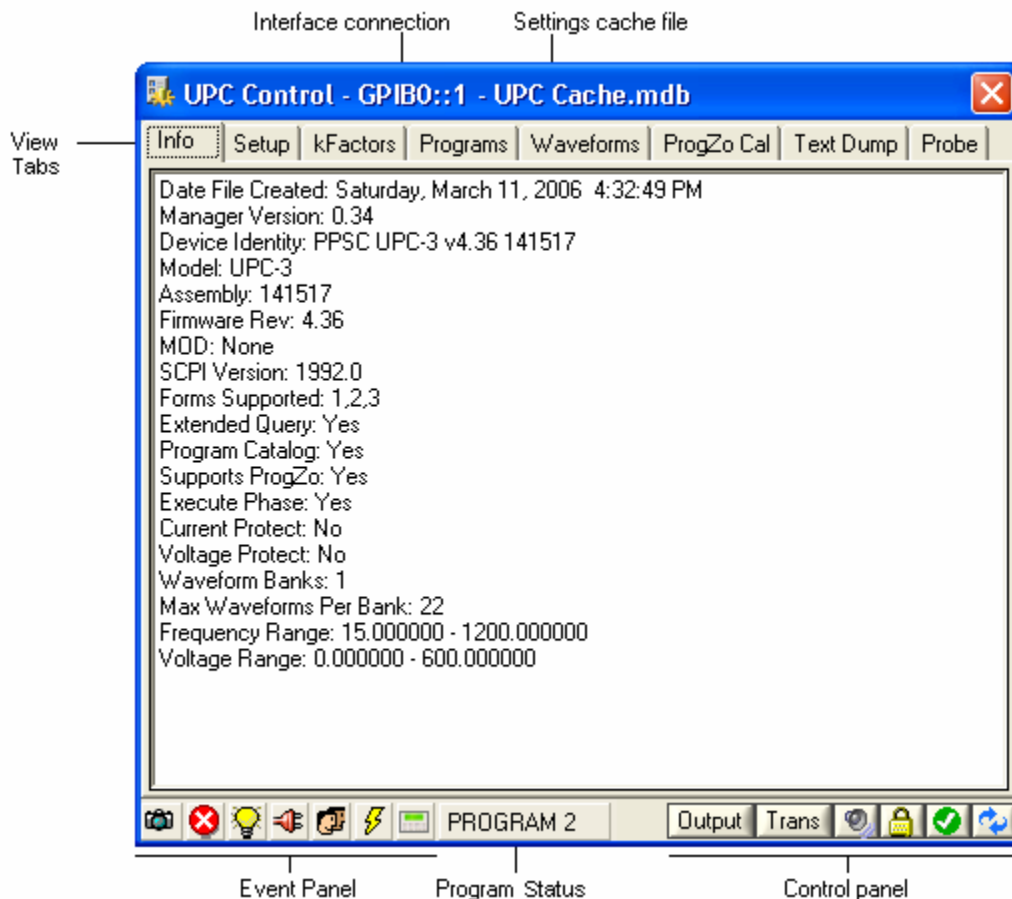 Interface connection Settings cache file
UPC Control - GPIB0::1 - UPC Cache.mdb
View Tabs
Info Setup kFactors Programs Waveforms ProgZo Cal Text Dump Probe
Date File Created: Saturday, March 11, 2006 4:32:49 PM
Manager Version: 0.34
Device Identity: PPSC UPC-3 v4.36 141517
Model: UPC-3
Assembly: 141517
Firmware Rev: 4.36
MOD: None
SCPI Version: 1992.0
Forms Supported: 1,2,3
Extended Query: Yes
Program Catalog: Yes
Supports ProgZo: Yes
Execute Phase: Yes
Current Protect: No
Voltage Protect: No
Waveform Banks: 1
Max Waveforms Per Bank: 22
Frequency Range: 15.000000 - 1200.000000
Voltage Range: 0.000000 - 600.000000
PROGRAM 2 Output Trans
Event Panel Program Status Control panel